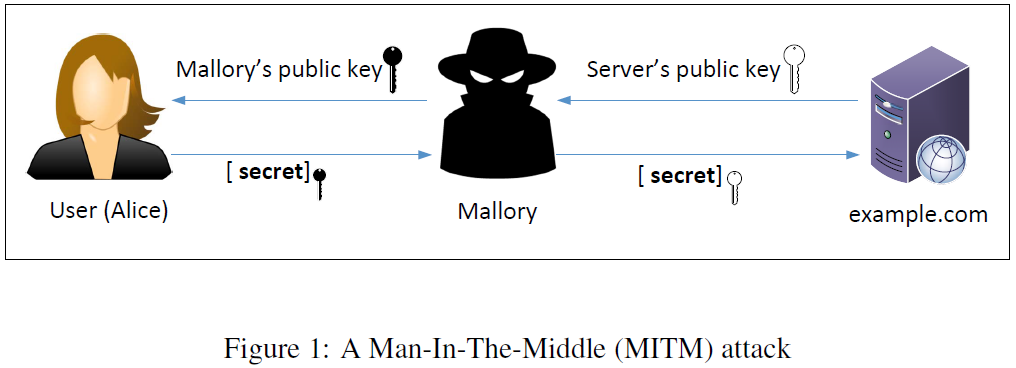 Mallory's public key
Server's public key
[ secret]
[ secret]
User (Alice)
Mallory
example.com
Figure 1: A Man-In-The-Middle (MITM) attack